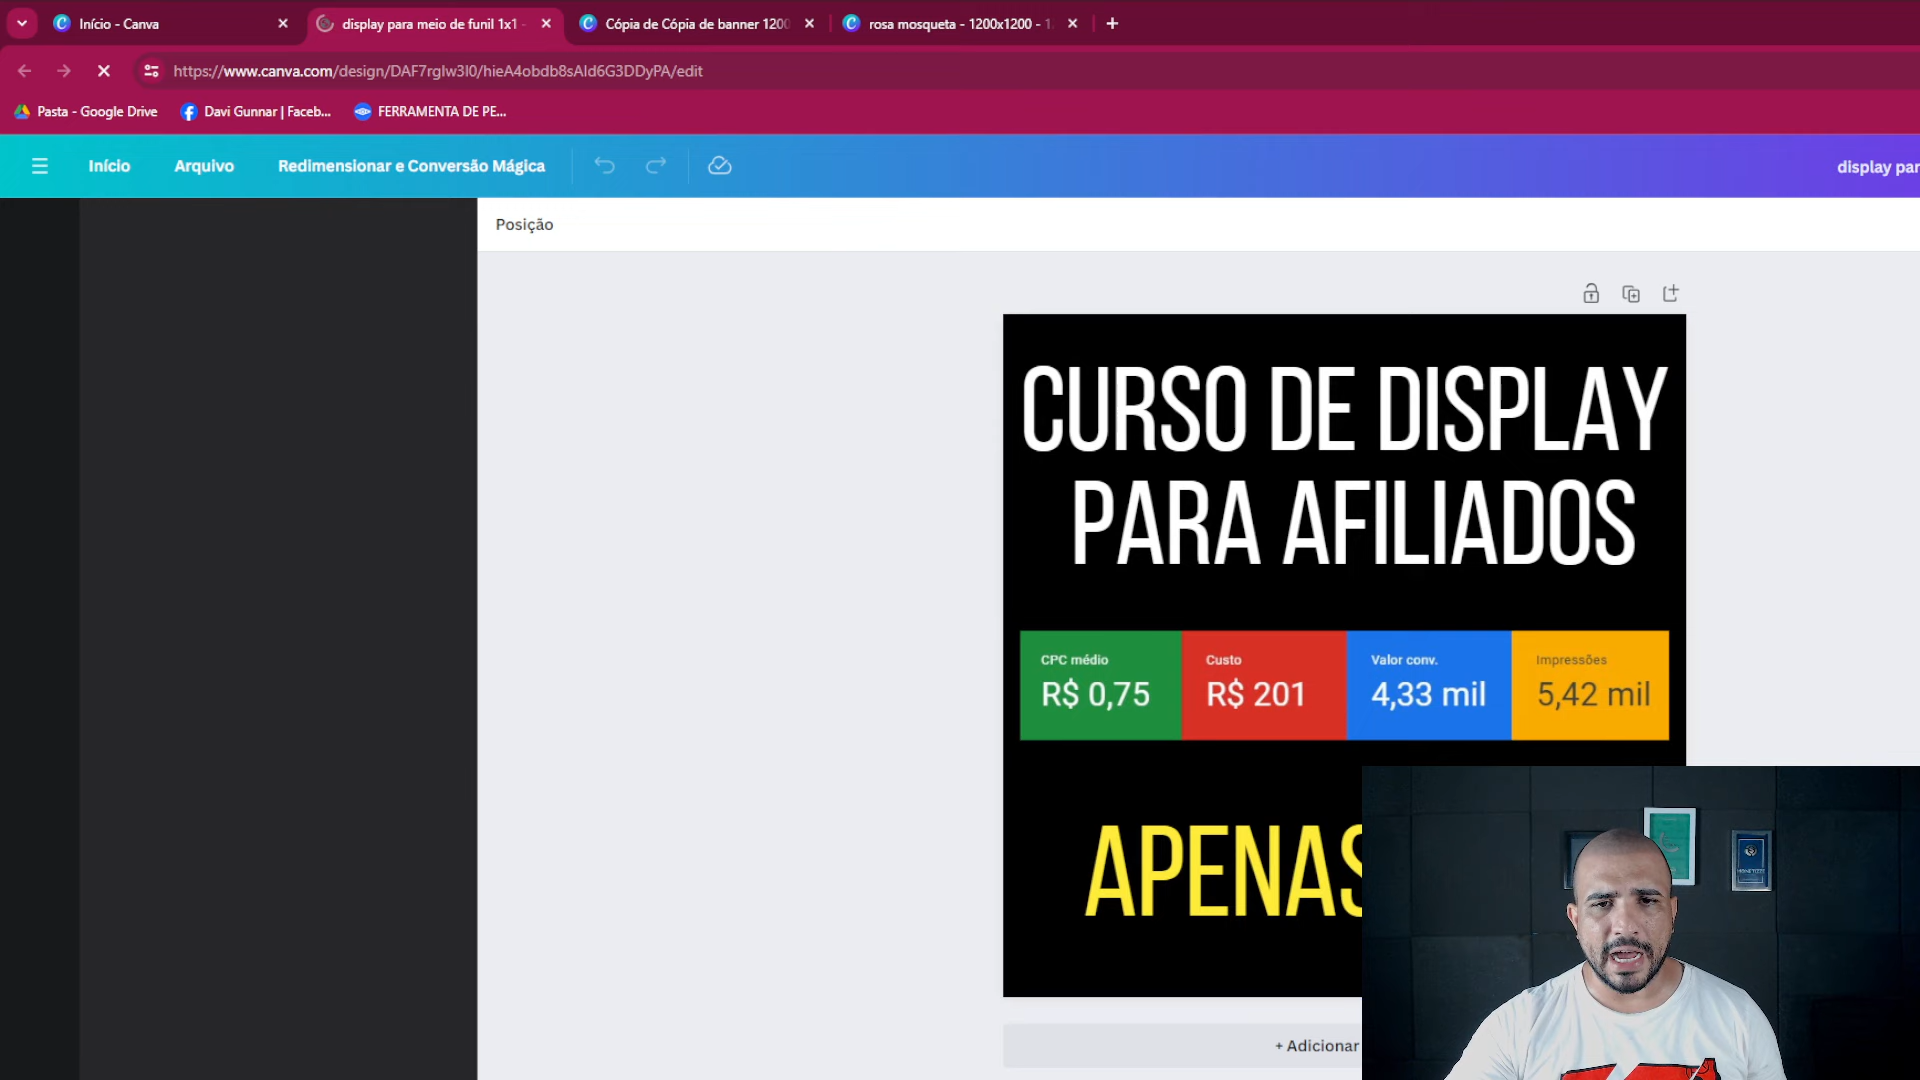 Início - Canva
display para meio de funil 1x1 -
Cópia de Cópia de banner 1200
rosa mosqueta - 1200x1200 - 1
https://www.canva.com/design/DAF7rglw3I0/hieA4obdb8sAId6G3DDyPA/edit
Pasta - Google Drive
Davi Gunnar | Faceb...
FERRAMENTA DE PE...
Início
Arquivo
Redimensionar e Conversão Mágica
display par
Posição
CURSO DE DISPLAY
PARA AFILIADOS
CPC médio
R$ 0,75
Custo
R$ 201
Valor conv.
4,33 mil
Impressões
5,42 mil
APENAS
+ Adicionar